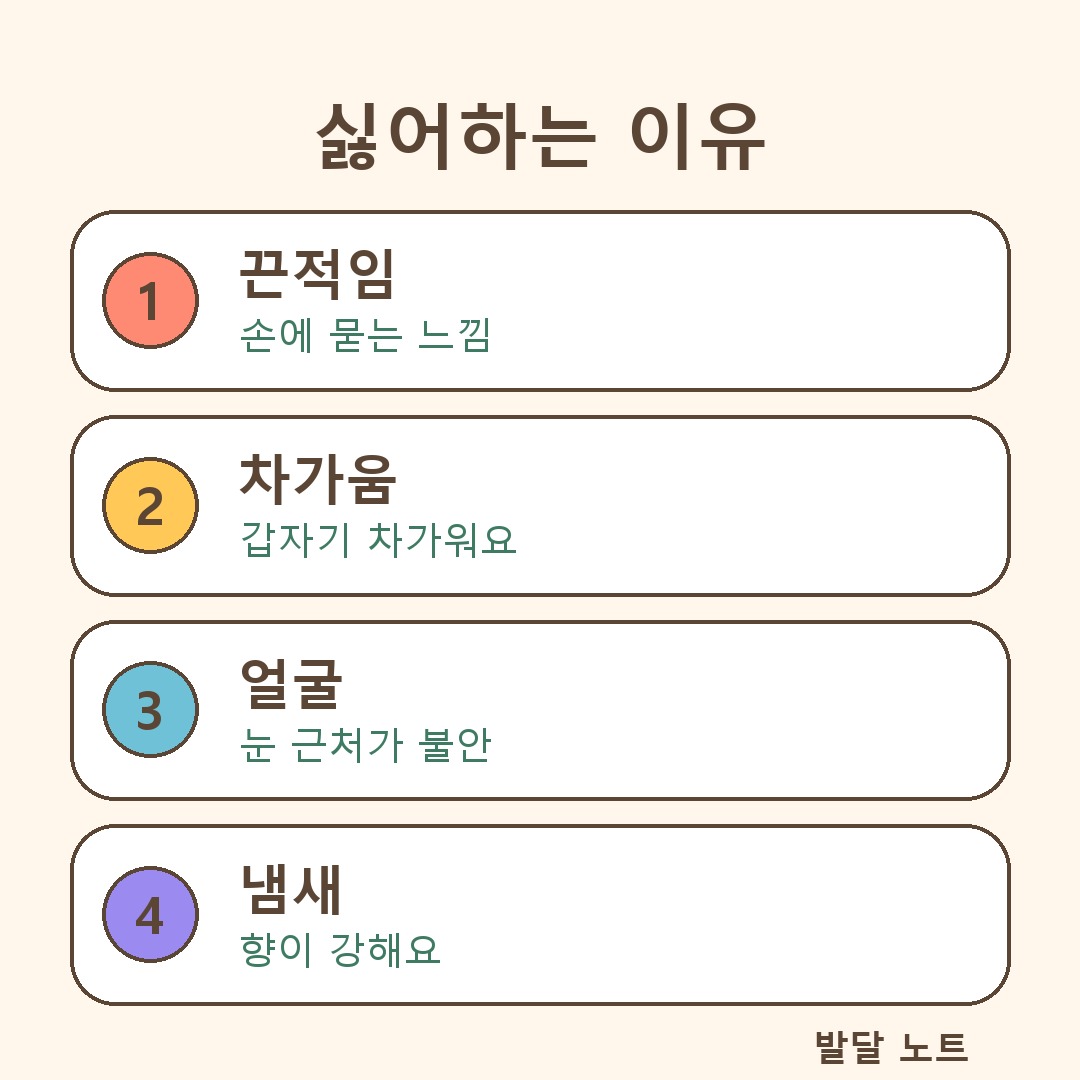 싫어하는 이유
1
끈적임
손에 묻는 느낌
2
차가움
갑자기 차가워요
3
얼굴
눈 근처가 불안
4
냄새
향이 강해요
발달 노트